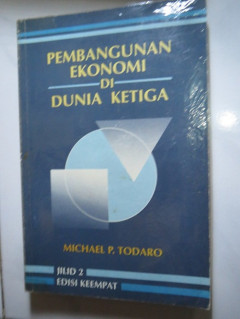 PEMBANGUNAN
EKONOMI
DI
DUNIA KETIGA
MICHAEL P. TODARO
JILID 2
EDISI KEEMPAT